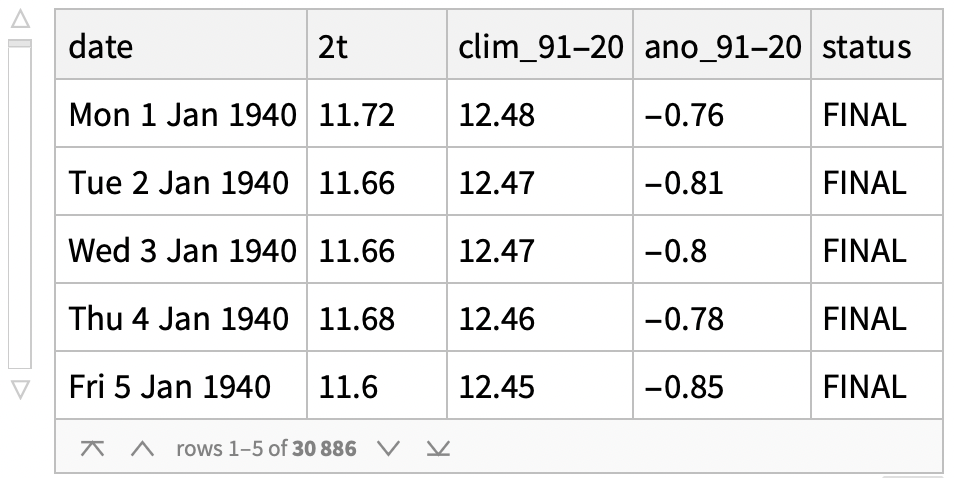 date 2t clim_91–20 ano_91–20 status
Mon 1 Jan 1940 11.72 12.48 −0.76 FINAL
Tue 2 Jan 1940 11.66 12.47 −0.81 FINAL
Wed 3 Jan 1940 11.66 12.47 −0.8 FINAL
Thu 4 Jan 1940 11.68 12.46 −0.78 FINAL
Fri 5 Jan 1940 11.6 12.45 −0.85 FINAL
rows 1–5 of 30 886